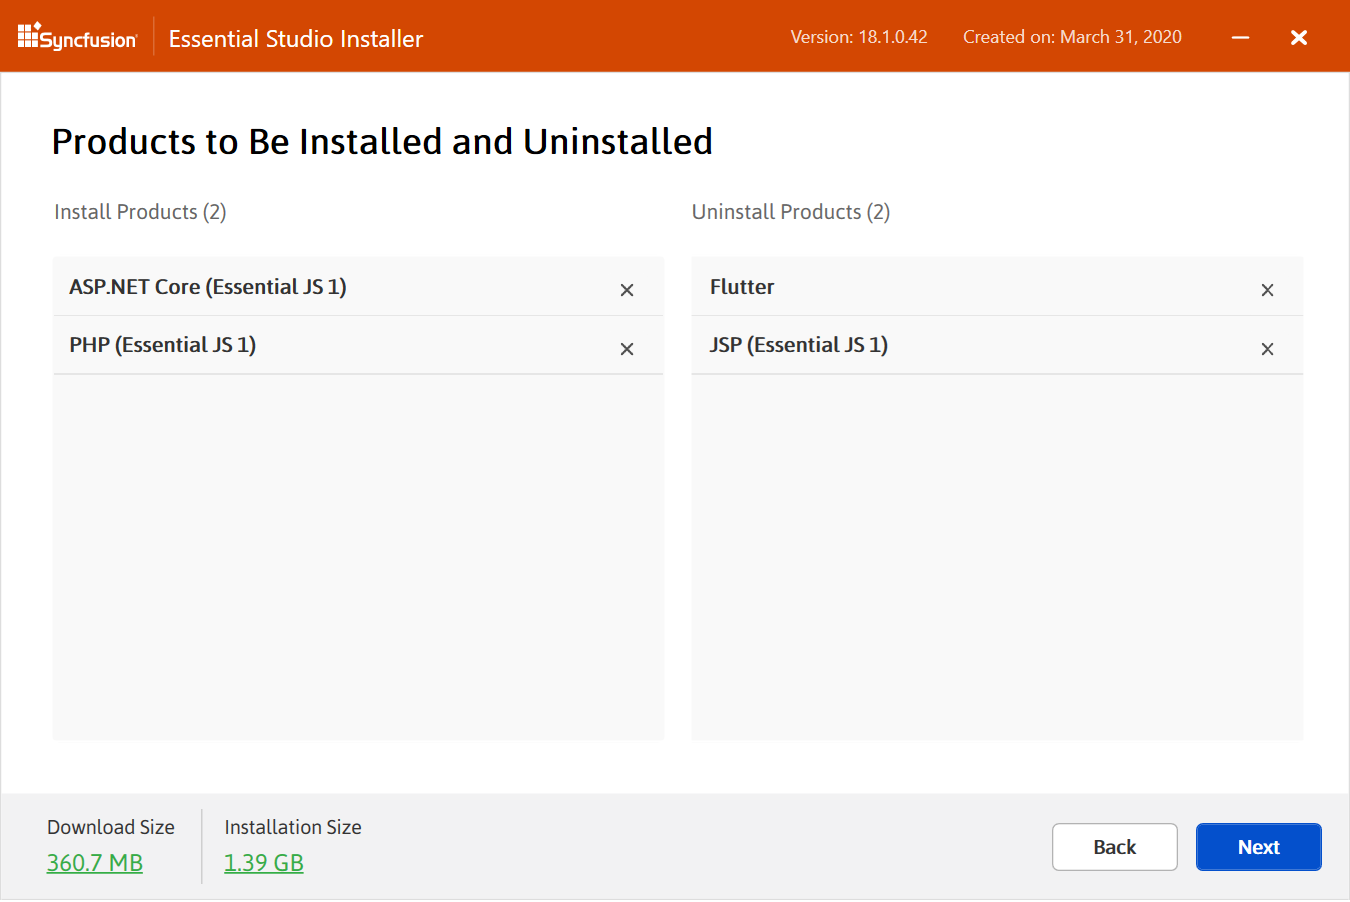 Syncfusion
Essential Studio Installer
Version: 18.1.0.42
Created on: March 31, 2020
Products to Be Installed and Uninstalled
Install Products (2)
Uninstall Products (2)
ASP.NET Core (Essential JS 1)
PHP (Essential JS 1)
Flutter
JSP (Essential JS 1)
Download Size
360.7 MB
Installation Size
1.39 GB
Back
Next